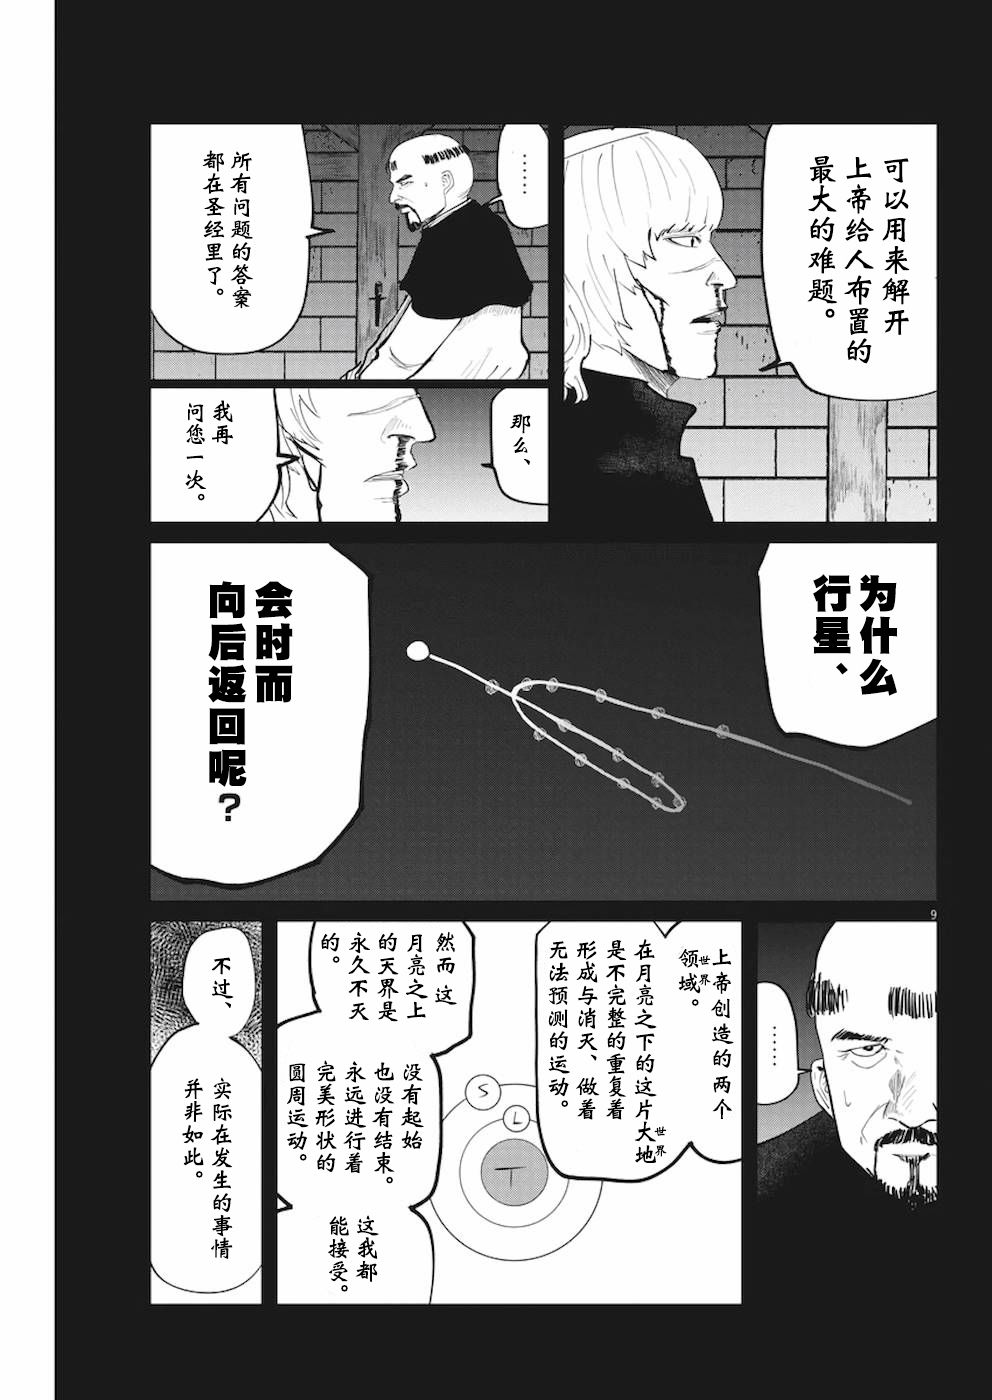 可以用来解开
上帝给人布置的
最大的难题。
……
所有问题的答案
都在圣经里了。
那么、
我再
问您一次。
为什么
行星、
会时而
向后返回呢？
9
……
上帝创造的两个
领域。
世界
在月亮之下的这片大地
世界
是不完整的重复着
形成与消灭、做着
无法预测的运动。
然而 这
月亮之上
的天界是
永久不灭
的。
没有起始
也没有结束。
永远进行着
完美形状的
圆周运动。
这我都
能接受。
S
L
T
不过、
实际在发生的事情
并非如此。